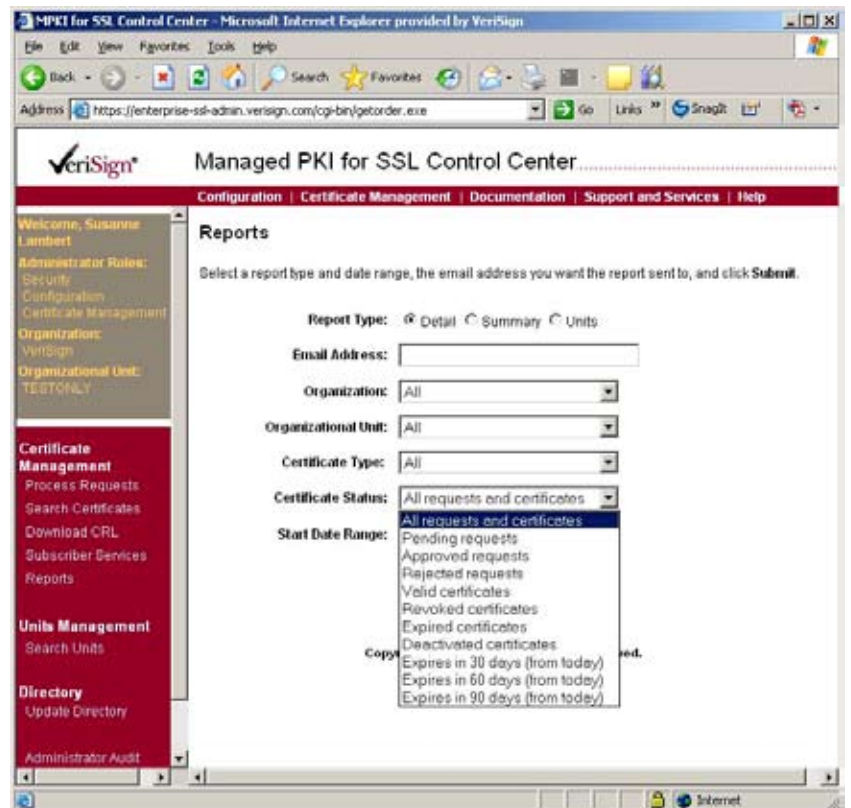 MPKI for SSL Control Center - Microsoft Internet Explorer provided by VeriSign
File Edit View Favorites Tools Help
Back Search Favorites
Address https://enterprise-ssl-admin.verisign.com/cgi-bin/getorder.exe Go Links » SnagIt
VeriSign® Managed PKI for SSL Control Center
Configuration | Certificate Management | Documentation | Support and Services | Help
Welcome, Susanne Lambert
Administrator Roles:
Security
Configuration
Certificate Management
Organization:
VeriSign
Organizational Unit:
TESTONLY
Certificate Management
Process Requests
Search Certificates
Download CRL
Subscriber Services
Reports
Units Management
Search Units
Directory
Update Directory
Administrator Audit
Reports
Select a report type and date range, the email address you want the report sent to, and click Submit.
Report Type: Detail Summary Units
Email Address:
Organization: All
Organizational Unit: All
Certificate Type: All
Certificate Status: All requests and certificates
Start Date Range:
All requests and certificates
Pending requests
Approved requests
Rejected requests
Valid certificates
Revoked certificates
Expired certificates
Deactivated certificates
Expires in 30 days (from today)
Expires in 60 days (from today)
Expires in 90 days (from today)
Internet